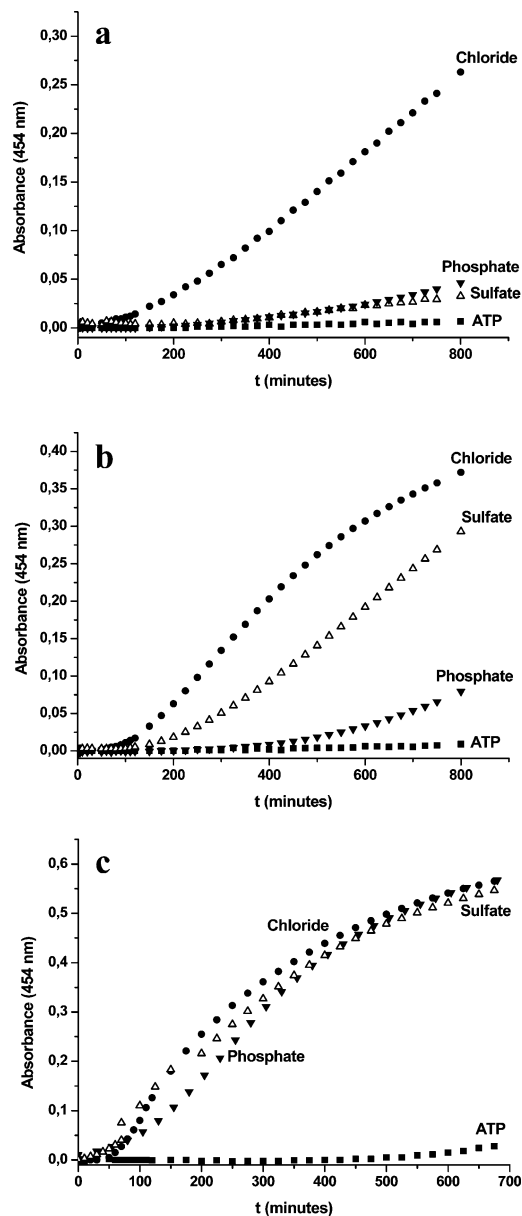 a
0,30
0,25
0,20
0,15
0,10
0,05
0,00
Absorbance (454 nm)
Chloride
Phosphate
Sulfate
ATP
0 200 400 600 800
t (minutes)
b
0,40
0,35
0,30
0,25
0,20
0,15
0,10
0,05
0,00
Absorbance (454 nm)
Chloride
Sulfate
Phosphate
ATP
0 200 400 600 800
t (minutes)
c
0,6
0,5
0,4
0,3
0,2
0,1
0,0
Absorbance (454 nm)
Chloride
Sulfate
Phosphate
ATP
0 100 200 300 400 500 600 700
t (minutes)